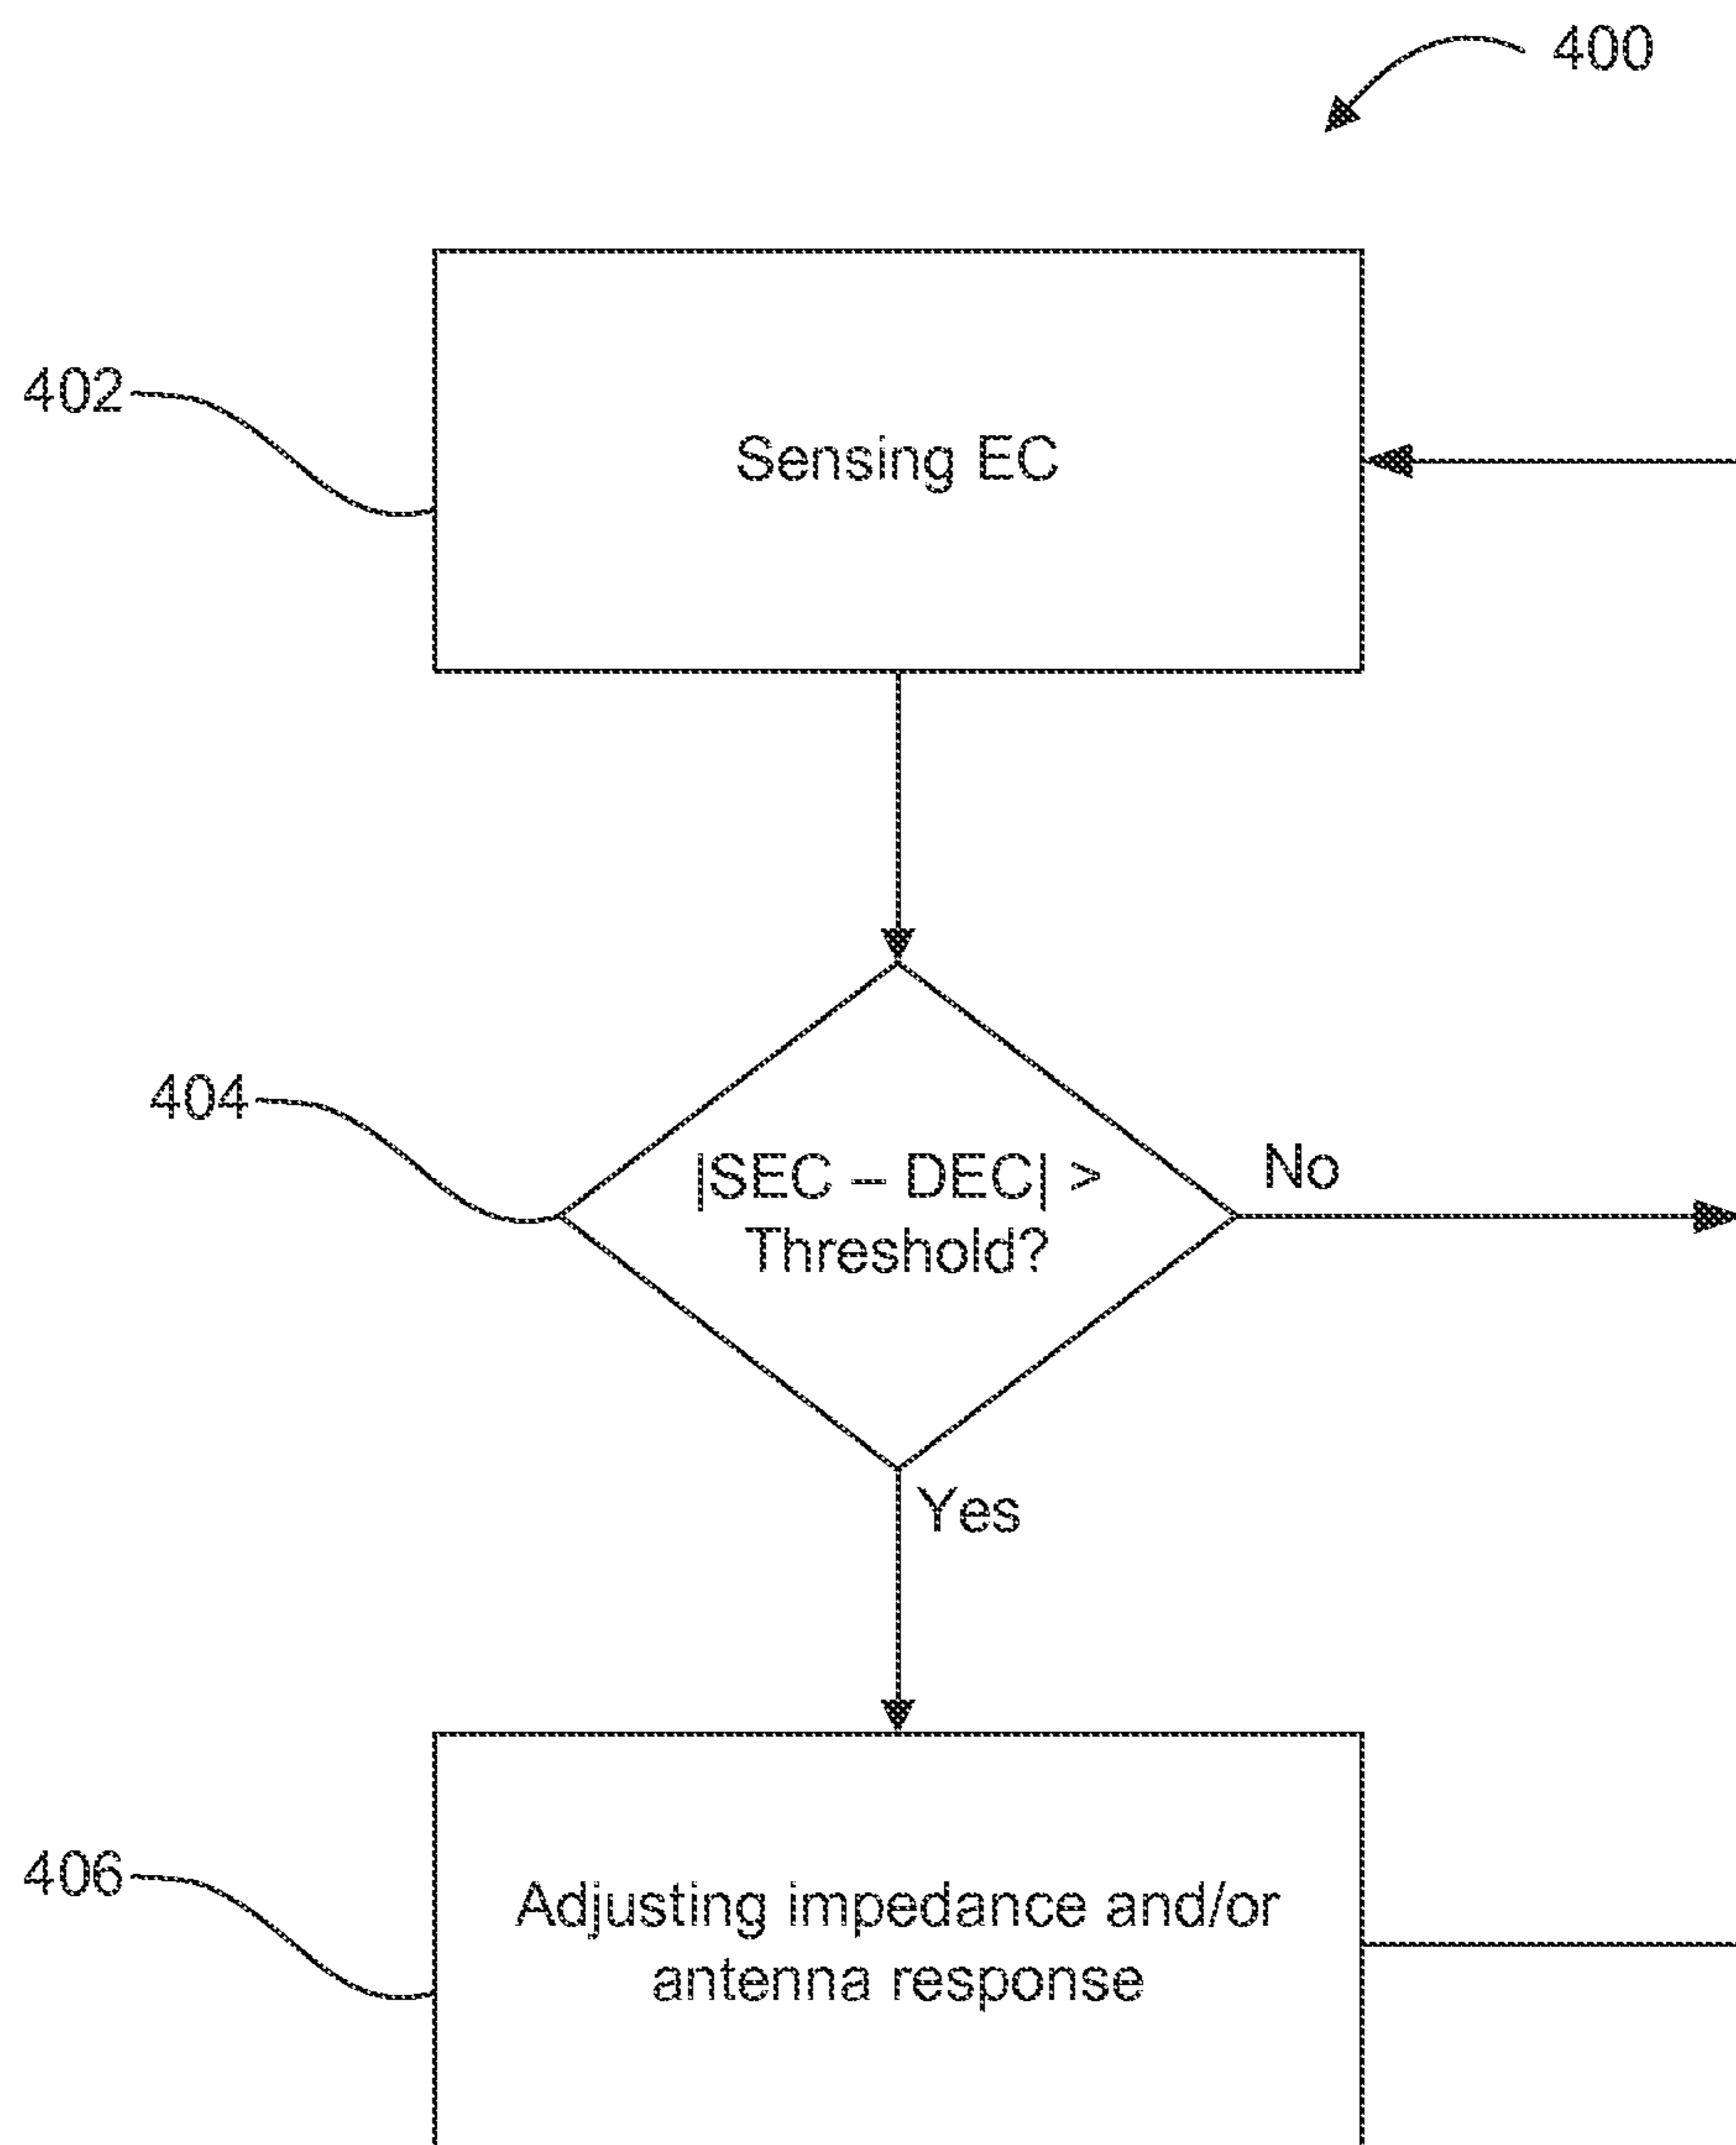 400
402
Sensing EC
404
|SEC – DEC| >
Threshold?
No
Yes
406
Adjusting impedance and/or
antenna response